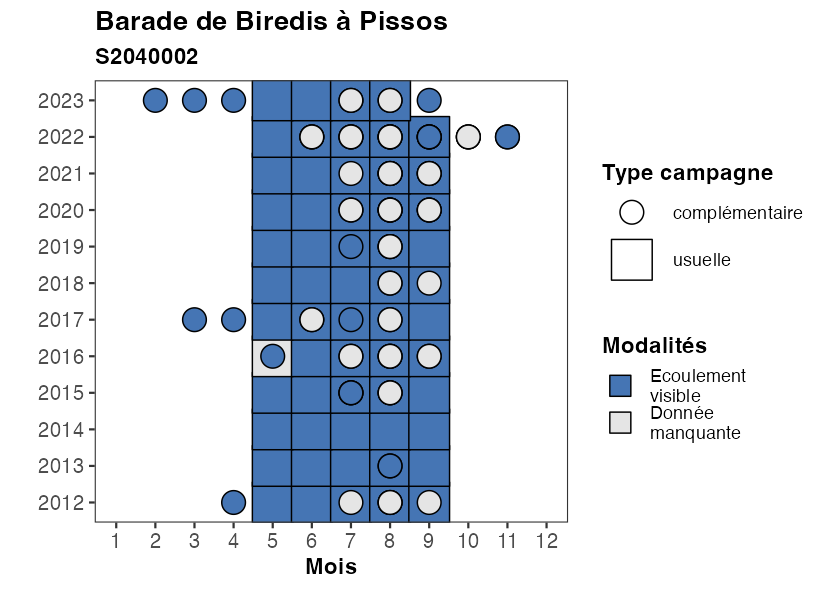 Barade de Biredis à Pissos
S2040002
2023
2022
2021
2020
2019
2018
2017
2016
2015
2014
2013
2012
1 2 3 4 5 6 7 8 9 10 11 12
Mois
Type campagne
complémentaire
usuelle
Modalités
Ecoulement
visible
Donnée
manquante